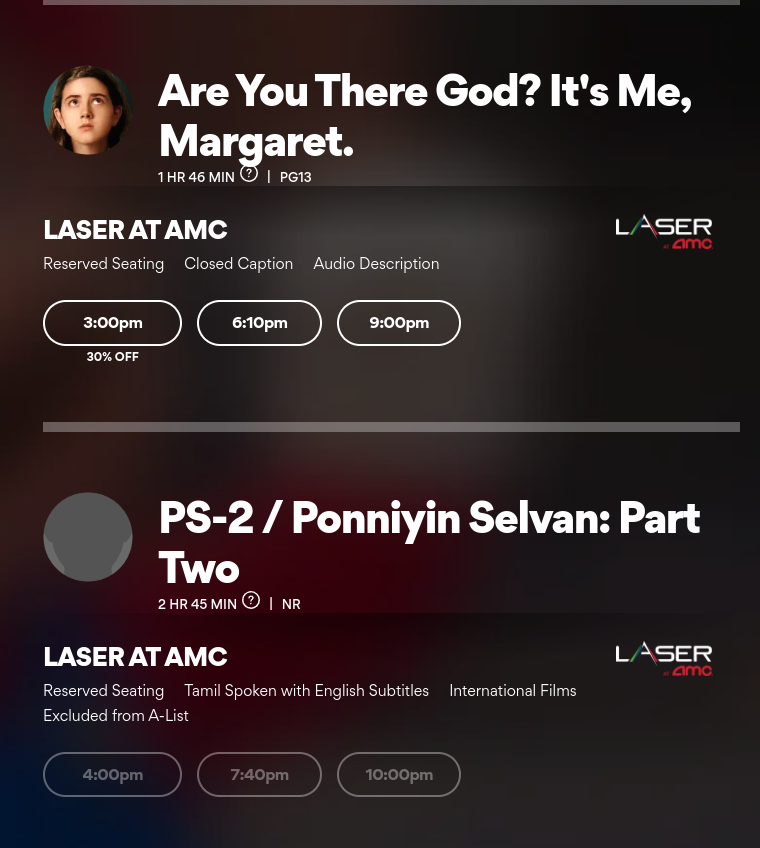 Are You There God? It's Me,
Margaret.
1 HR 46 MIN ? | PG13
LASER AT AMC
LASER
at amc
Reserved Seating Closed Caption Audio Description
3:00pm 6:10pm 9:00pm
30% OFF
PS-2 / Ponniyin Selvan: Part
Two
2 HR 45 MIN ? | NR
LASER AT AMC
LASER
at amc
Reserved Seating Tamil Spoken with English Subtitles International Films
Excluded from A-List
4:00pm 7:40pm 10:00pm